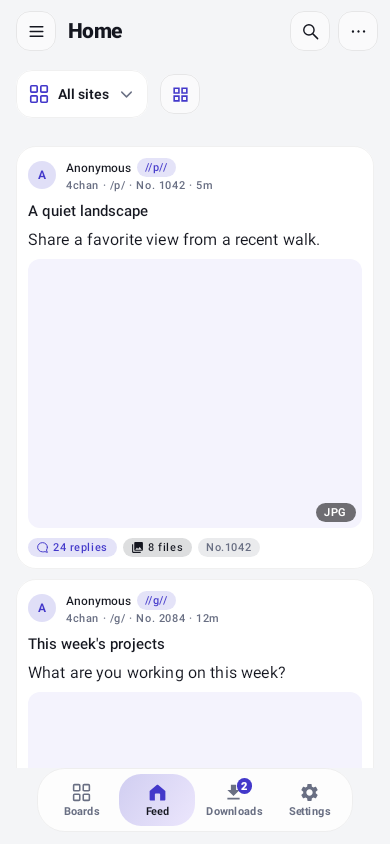 Home
All sites
A
Anonymous //p//
4chan · /p/ · No. 1042 · 5m
A quiet landscape
Share a favorite view from a recent walk.
JPG
24 replies
8 files
No.1042
A
Anonymous //g//
4chan · /g/ · No. 2084 · 12m
This week's projects
What are you working on this week?
2
Boards
Feed
Downloads
Settings